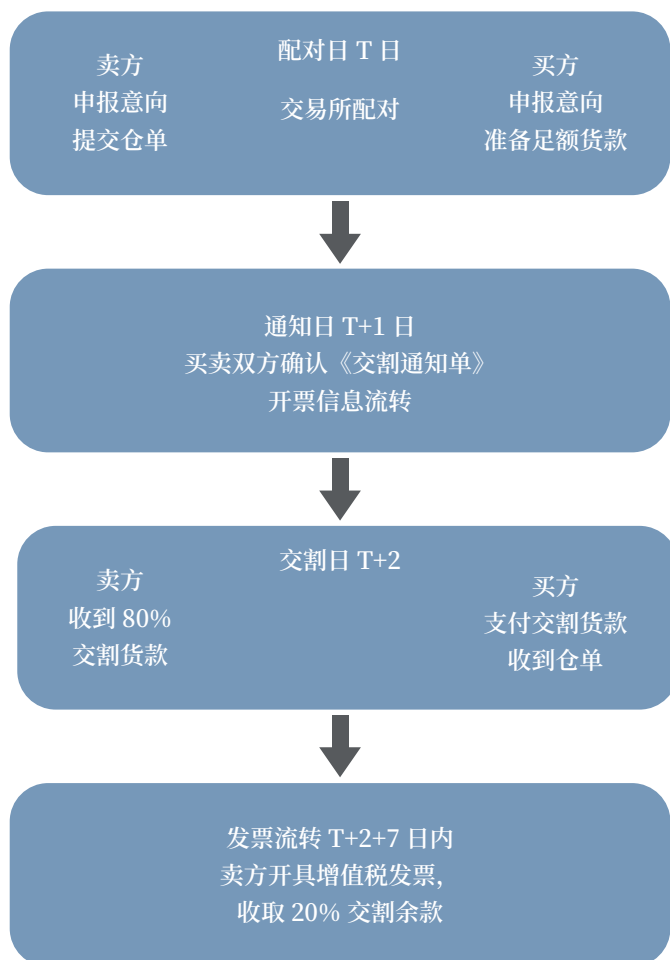 配对日 T 日
交易所配对
卖方
申报意向
提交仓单
买方
申报意向
准备足额货款
通知日 T+1 日
买卖双方确认《交割通知单》
开票信息流转
交割日 T+2
卖方
收到 80%
交割货款
买方
支付交割货款
收到仓单
发票流转 T+2+7 日内
卖方开具增值税发票,
收取 20% 交割余款